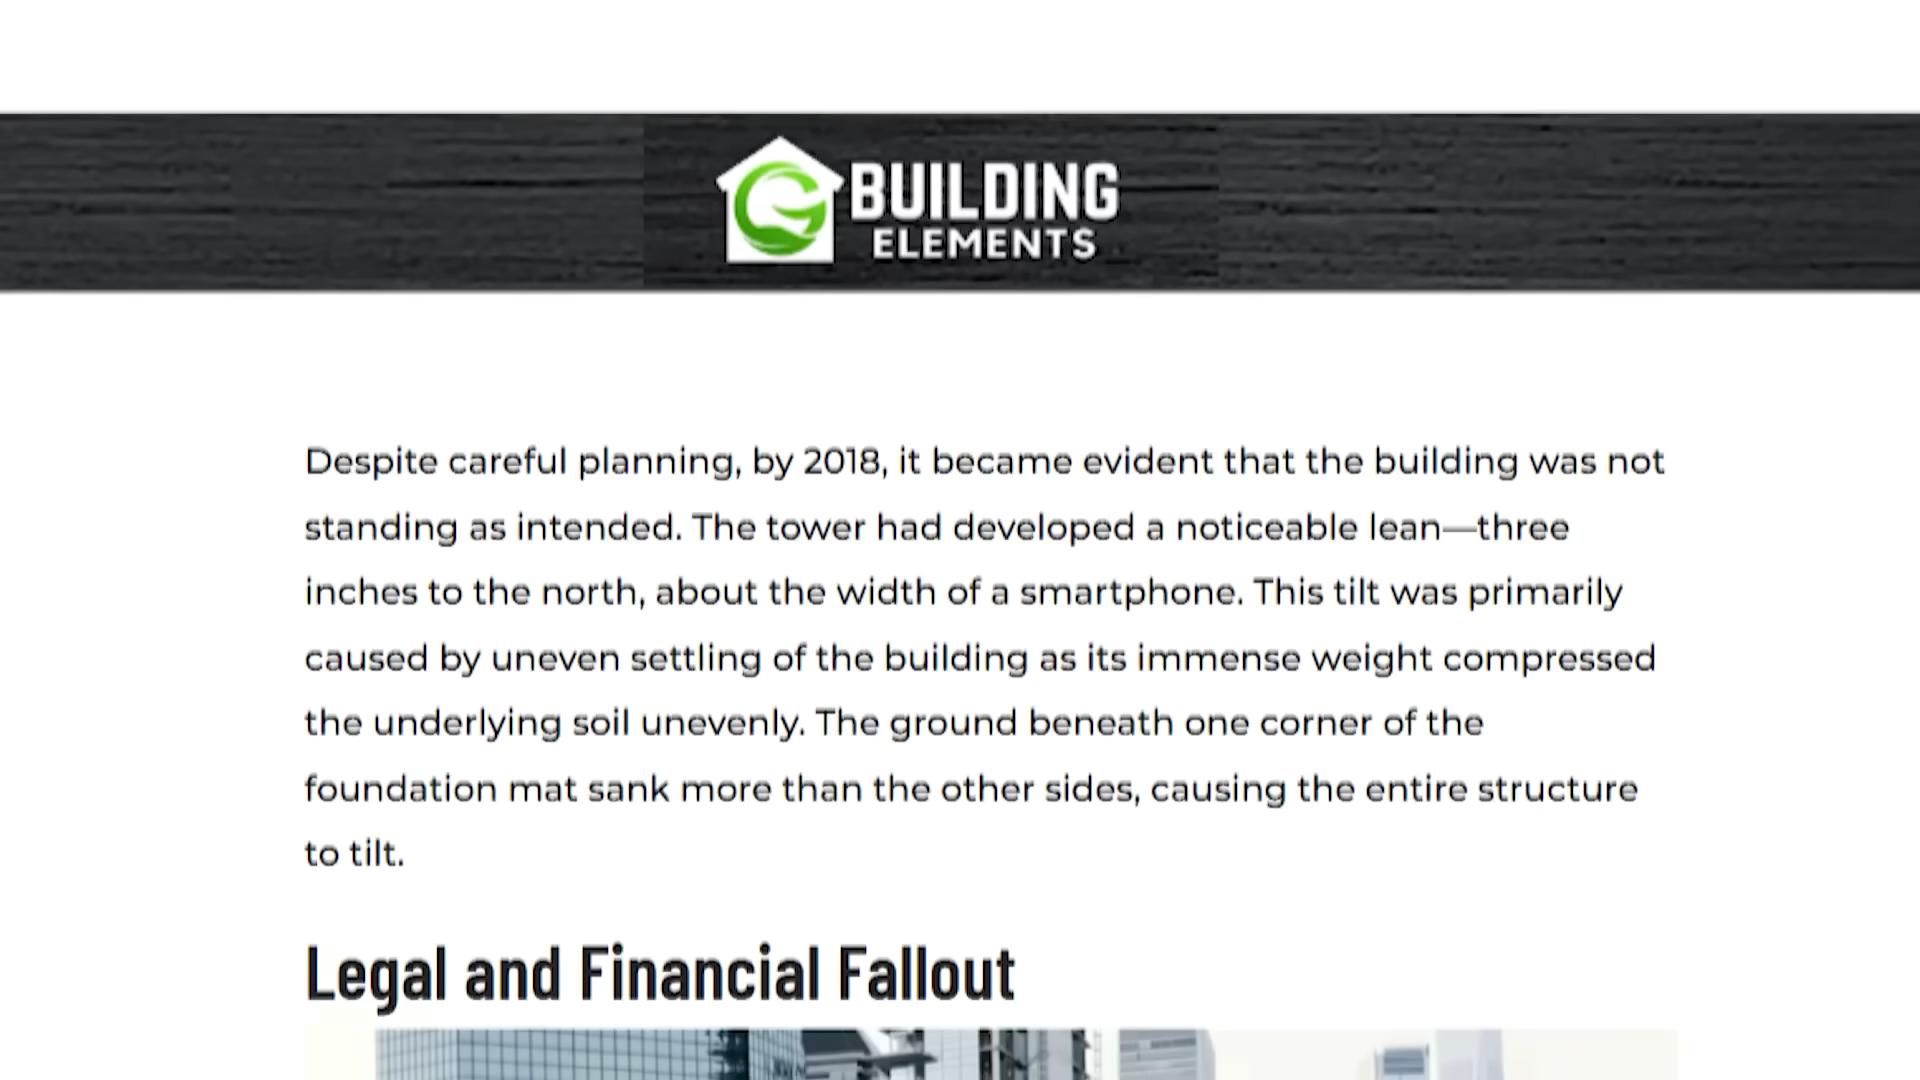 BUILDING
ELEMENTS
Despite careful planning, by 2018, it became evident that the building was not
standing as intended. The tower had developed a noticeable lean—three
inches to the north, about the width of a smartphone. This tilt was primarily
caused by uneven settling of the building as its immense weight compressed
the underlying soil unevenly. The ground beneath one corner of the
foundation mat sank more than the other sides, causing the entire structure
to tilt.
Legal and Financial Fallout